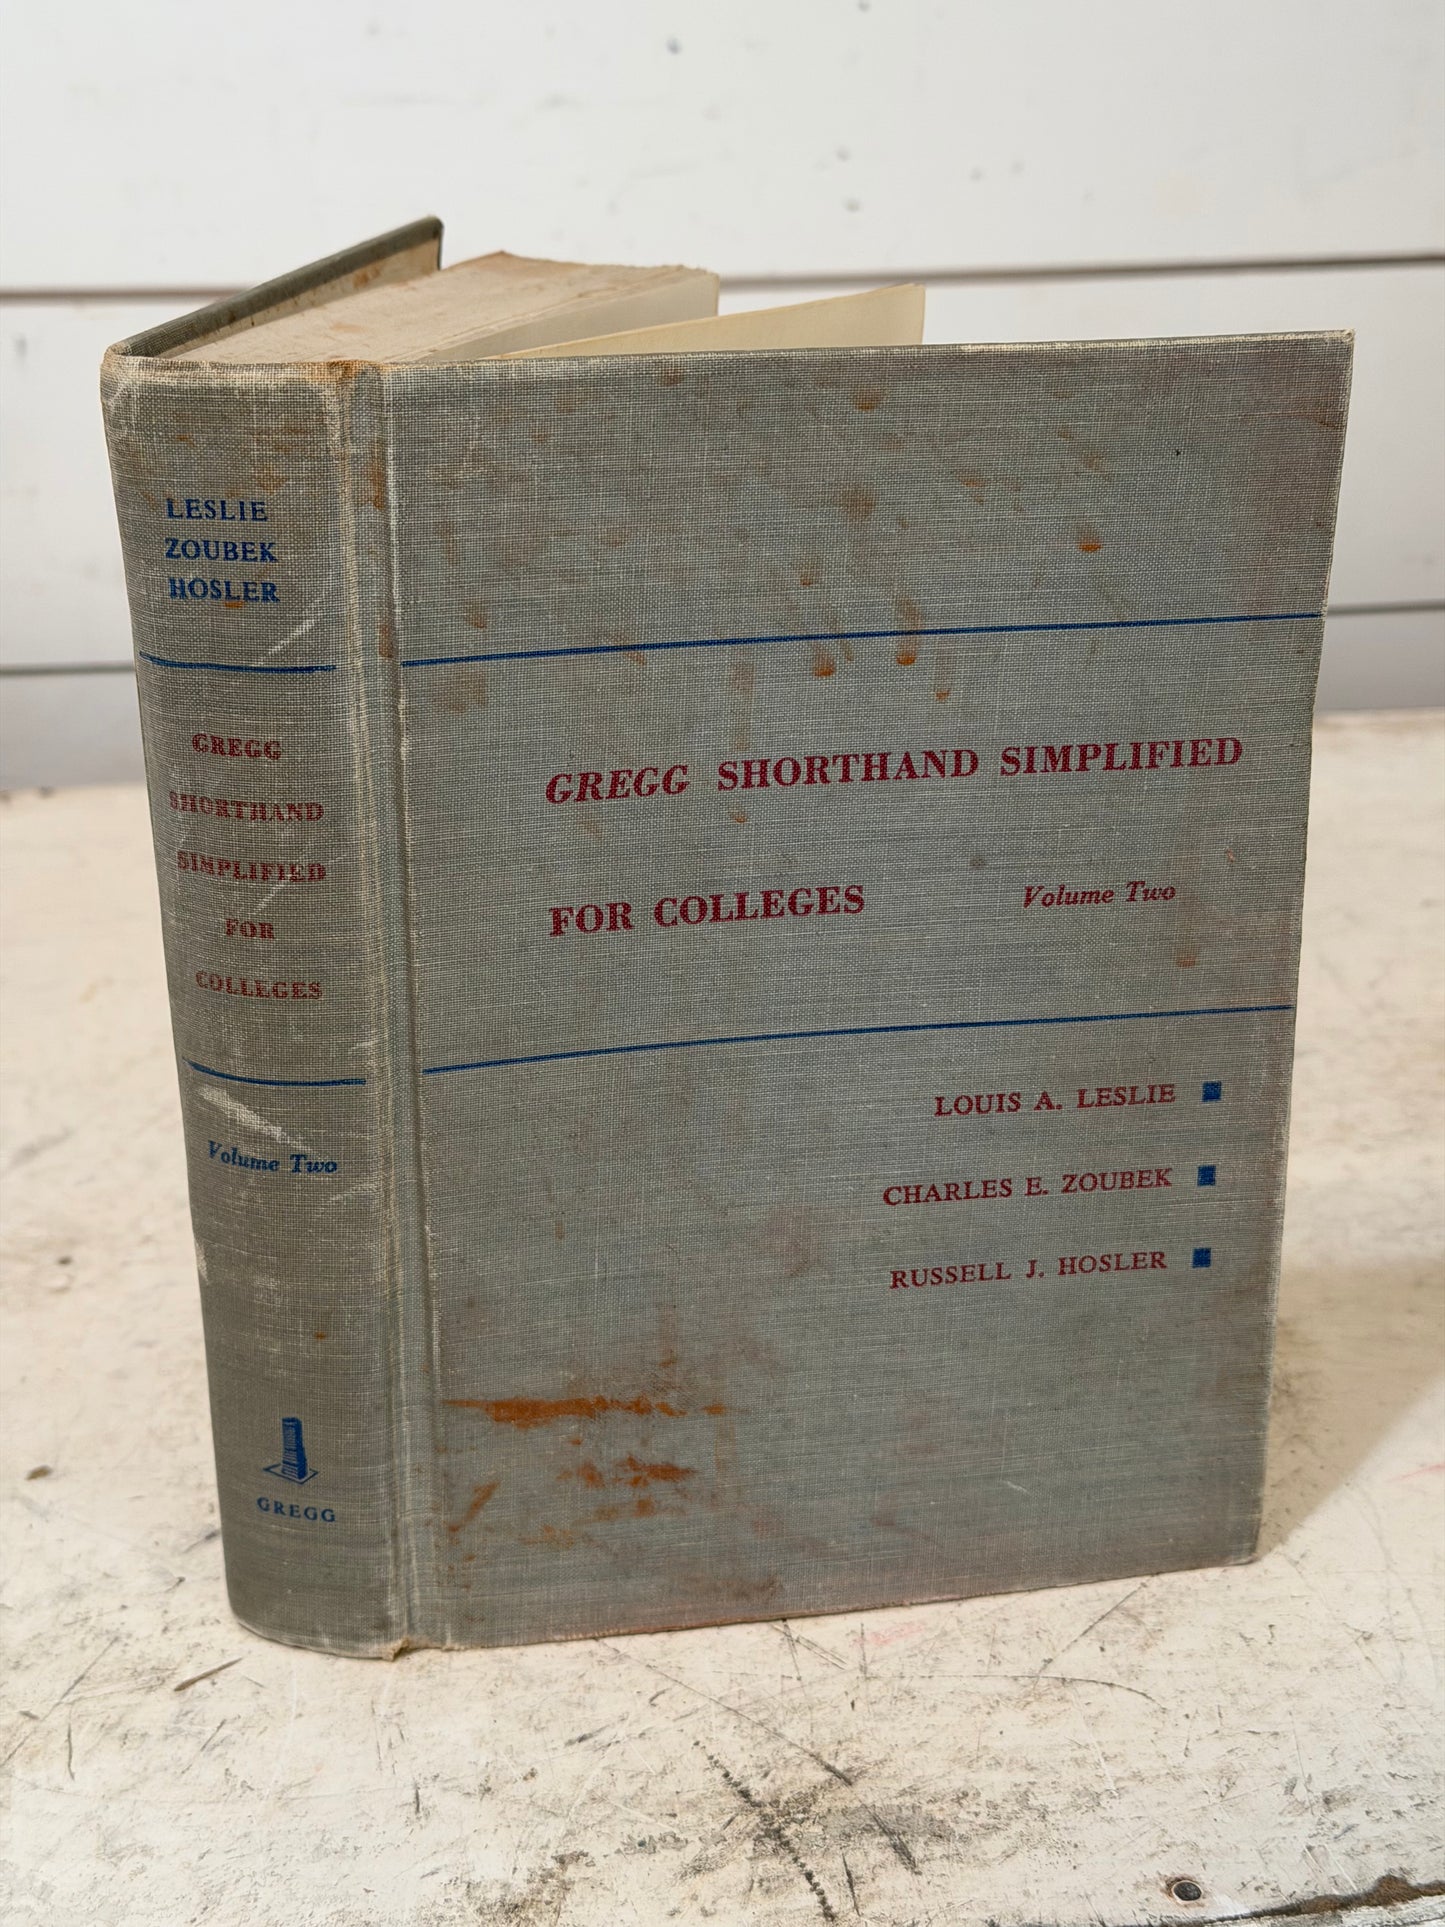 LESLIE
ZOUBEK
HOSLER
GREGG
SHORTHAND
SIMPLIFIED
FOR
COLLEGES
Volume Two
GREGG
GREGG SHORTHAND SIMPLIFIED
FOR COLLEGES Volume Two
LOUIS A. LESLIE
CHARLES E. ZOUBEK
RUSSELL J. HOSLER